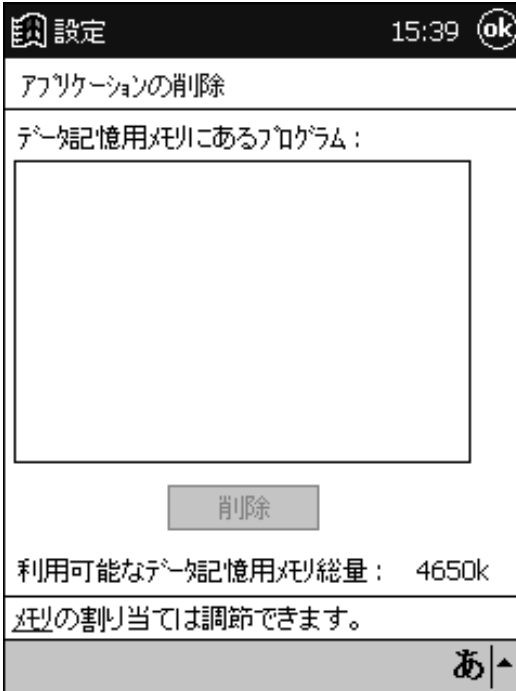 設定 15:39 ok
アプリケーションの削除
データ記憶用メモリにあるプログラム:
削除
利用可能なデータ記憶用メモリ総量: 4650k
メモリの割り当ては調節できます。
あ